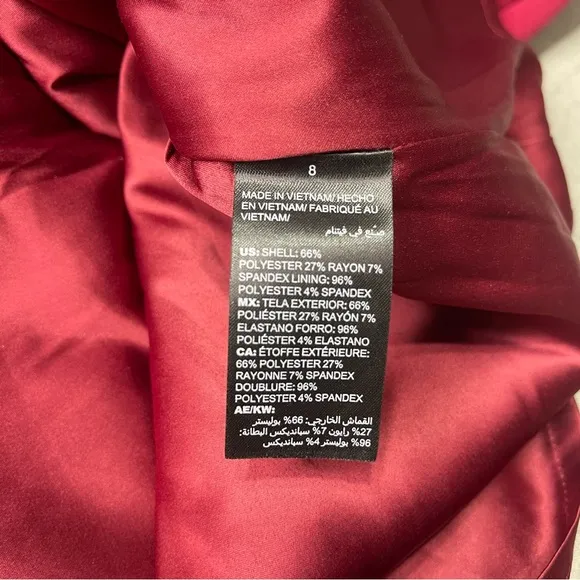 8
MADE IN VIETNAM/ HECHO
EN VIETNAM/ FABRIQUÉ AU
VIETNAM/
صنع في فيتنام
US: SHELL: 66%
POLYESTER 27% RAYON 7%
SPANDEX LINING: 96%
POLYESTER 4% SPANDEX
MX: TELA EXTERIOR: 66%
POLIÉSTER 27% RAYÓN 7%
ELASTANO FORRO: 96%
POLIÉSTER 4% ELASTANO
CA: ÉTOFFE EXTÉRIEURE:
66% POLYESTER 27%
RAYONNE 7% SPANDEX
DOUBLURE: 96%
POLYESTER 4% SPANDEX
AE/KW:
القماش الخارجي: 66% بوليستر
27% رايون 7% سبانديكس البطانة:
96% بوليستر 4% سبانديكس